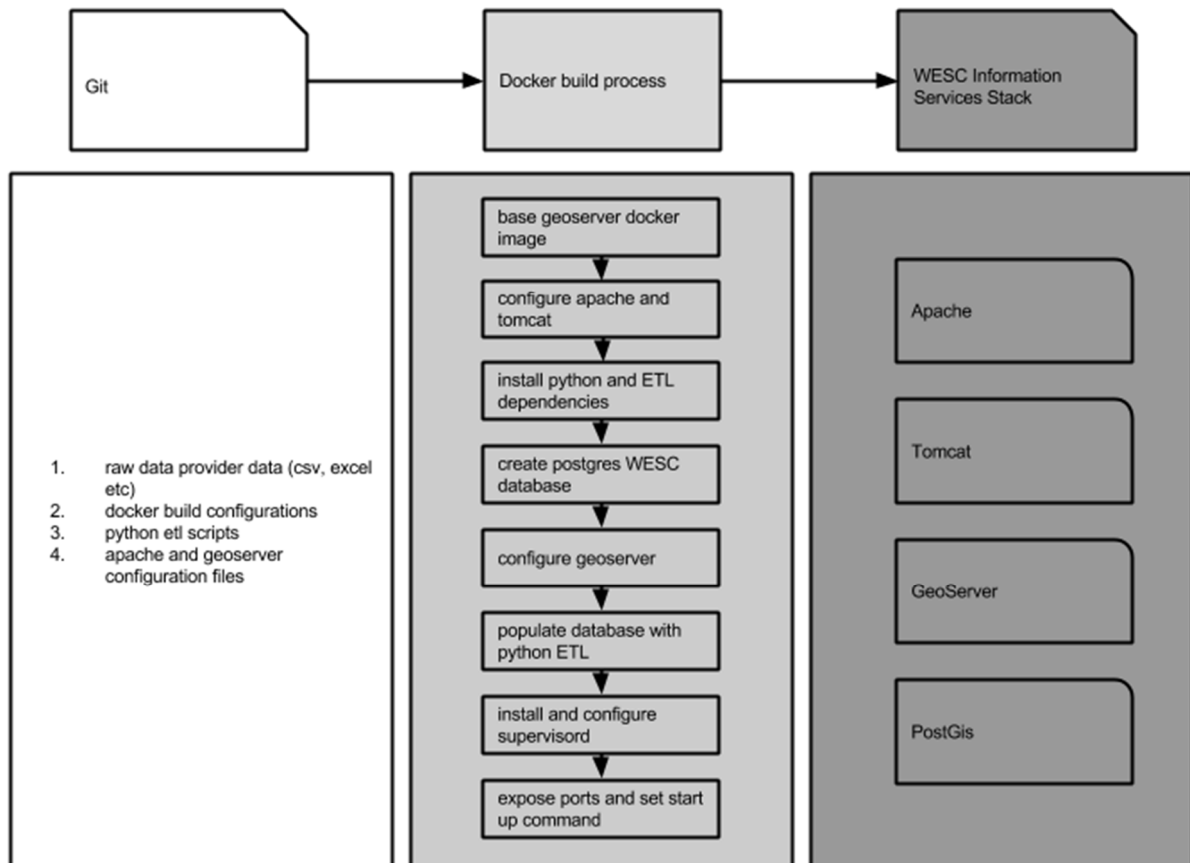 Git
Docker build process
WESC Information
Services Stack
1. raw data provider data (csv, excel
etc)
2. docker build configurations
3. python etl scripts
4. apache and geoserver
configuration files
base geoserver docker
image
configure apache and
tomcat
install python and ETL
dependencies
create postgres WESC
database
configure geoserver
populate database with
python ETL
install and configure
supervisord
expose ports and set start
up command
Apache
Tomcat
GeoServer
PostGis